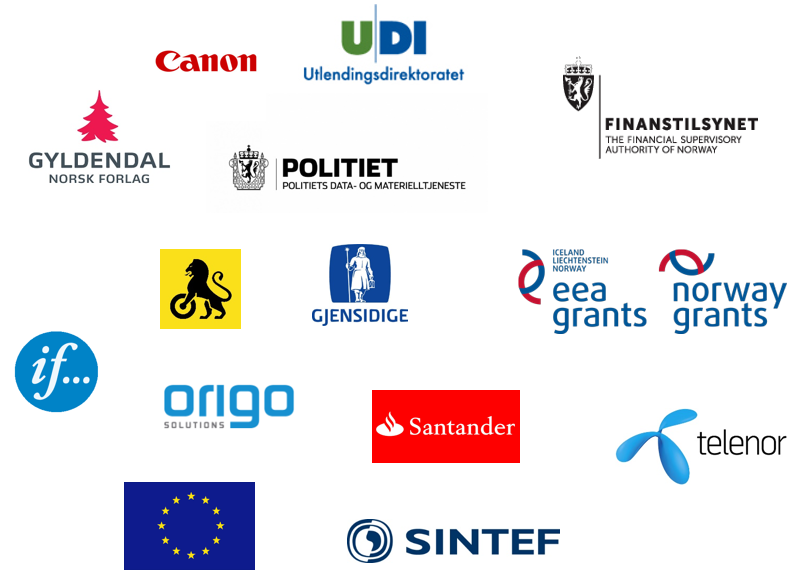 Canon
UDI
Utlendingsdirektoratet
GYLDENDAL
NORSK FORLAG
POLITIET
POLITIETS DATA- OG MATERIELLTJENESTE
FINANSTILSYNET
THE FINANCIAL SUPERVISORY
AUTHORITY OF NORWAY
GJENSIDIGE
ICELAND
LIECHTENSTEIN
NORWAY
eea
grants
norway
grants
if...
origo
SOLUTIONS
Santander
telenor
SINTEF